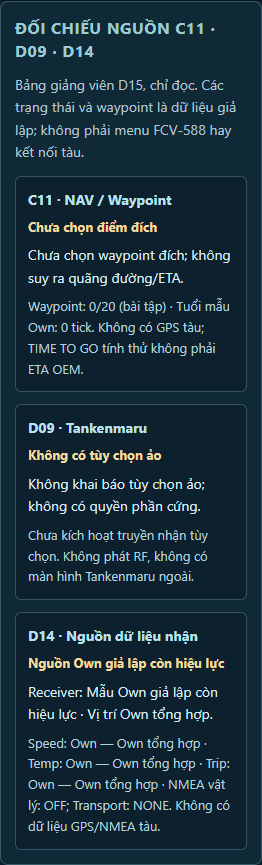 ĐỐI CHIẾU NGUỒN C11 ·
D09 · D14
Bảng giảng viên D15, chỉ đọc. Các
trạng thái và waypoint là dữ liệu giả
lập; không phải menu FCV-588 hay
kết nối tàu.
C11 · NAV / Waypoint
Chưa chọn điểm đích
Chưa chọn waypoint đích; không
suy ra quãng đường/ETA.
Waypoint: 0/20 (bài tập) · Tuổi mẫu
Own: 0 tick. Không có GPS tàu;
TIME TO GO tính thử không phải
ETA OEM.
D09 · Tankenmaru
Không có tùy chọn ảo
Không khai báo tùy chọn ảo;
không có quyền phần cứng.
Chưa kích hoạt truyền nhận tùy
chọn. Không phát RF, không có
màn hình Tankenmaru ngoài.
D14 · Nguồn dữ liệu nhận
Nguồn Own giả lập còn hiệu lực
Receiver: Mẫu Own giả lập còn
hiệu lực · Vị trí Own tổng hợp.
Speed: Own — Own tổng hợp ·
Temp: Own — Own tổng hợp · Trip:
Own — Own tổng hợp · NMEA vật
lý: OFF; Transport: NONE. Không có
dữ liệu GPS/NMEA tàu.